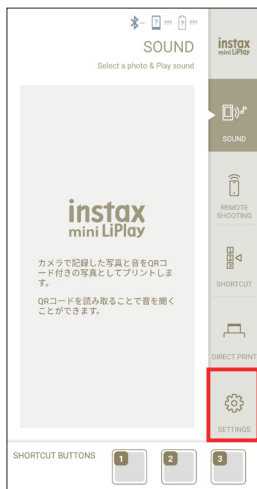 ???
?
?
???
SOUND
Select a photo & Play sound
instax
mini LiPlay
SOUND
REMOTE
SHOOTING
1
2
3
SHORTCUT
DIRECT PRINT
SETTINGS
instax
mini LiPlay
カメラで記録した写真と音をQRコ
ード付きの写真としてプリントしま
す。
QRコードを読み取ることで音を聞く
ことができます。
SHORTCUT BUTTONS
1
2
3